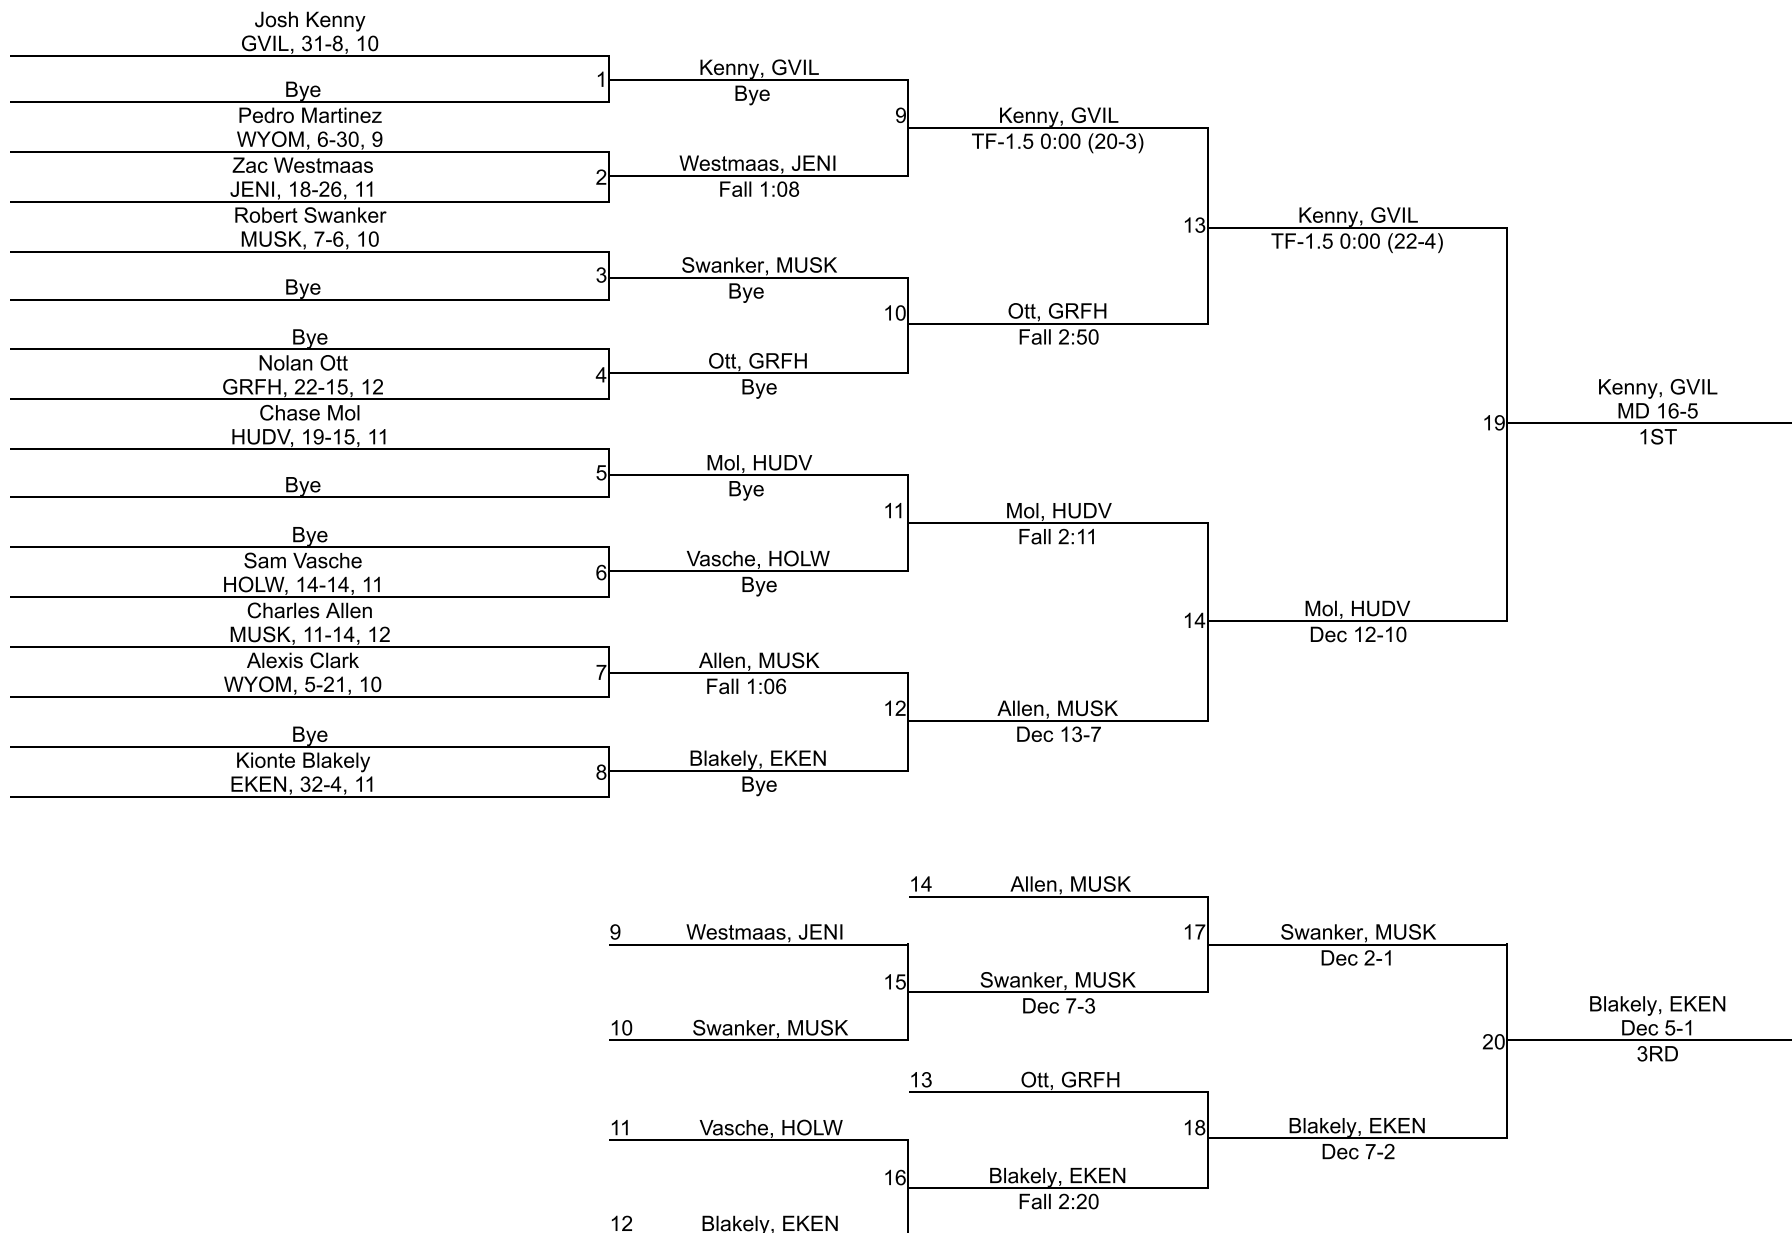 Josh Kenny
GVIL, 31-8, 10
Bye
1
Pedro Martinez
WYOM, 6-30, 9
Zac Westmaas
JENI, 18-26, 11
2
Robert Swanker
MUSK, 7-6, 10
Bye
3
Bye
Nolan Ott
GRFH, 22-15, 12
4
Chase Mol
HUDV, 19-15, 11
Bye
5
Bye
Sam Vasche
HOLW, 14-14, 11
6
Charles Allen
MUSK, 11-14, 12
Alexis Clark
WYOM, 5-21, 10
7
Bye
Kionte Blakely
EKEN, 32-4, 11
8
Kenny, GVIL
Bye
9
Westmaas, JENI
Fall 1:08
Swanker, MUSK
Bye
10
Ott, GRFH
Bye
Mol, HUDV
Bye
11
Vasche, HOLW
Bye
Allen, MUSK
Fall 1:06
12
Blakely, EKEN
Bye
Kenny, GVIL
TF-1.5 0:00 (20-3)
13
Ott, GRFH
Fall 2:50
Mol, HUDV
Fall 2:11
14
Allen, MUSK
Dec 13-7
Kenny, GVIL
TF-1.5 0:00 (22-4)
19
Mol, HUDV
Dec 12-10
Kenny, GVIL
MD 16-5
1ST
14 Allen, MUSK
17
9 Westmaas, JENI
15
Swanker, MUSK
Dec 7-3
10 Swanker, MUSK
13 Ott, GRFH
18
11 Vasche, HOLW
16
Blakely, EKEN
Fall 2:20
12 Blakely, EKEN
Swanker, MUSK
Dec 2-1
20
Blakely, EKEN
Dec 7-2
Blakely, EKEN
Dec 5-1
3RD